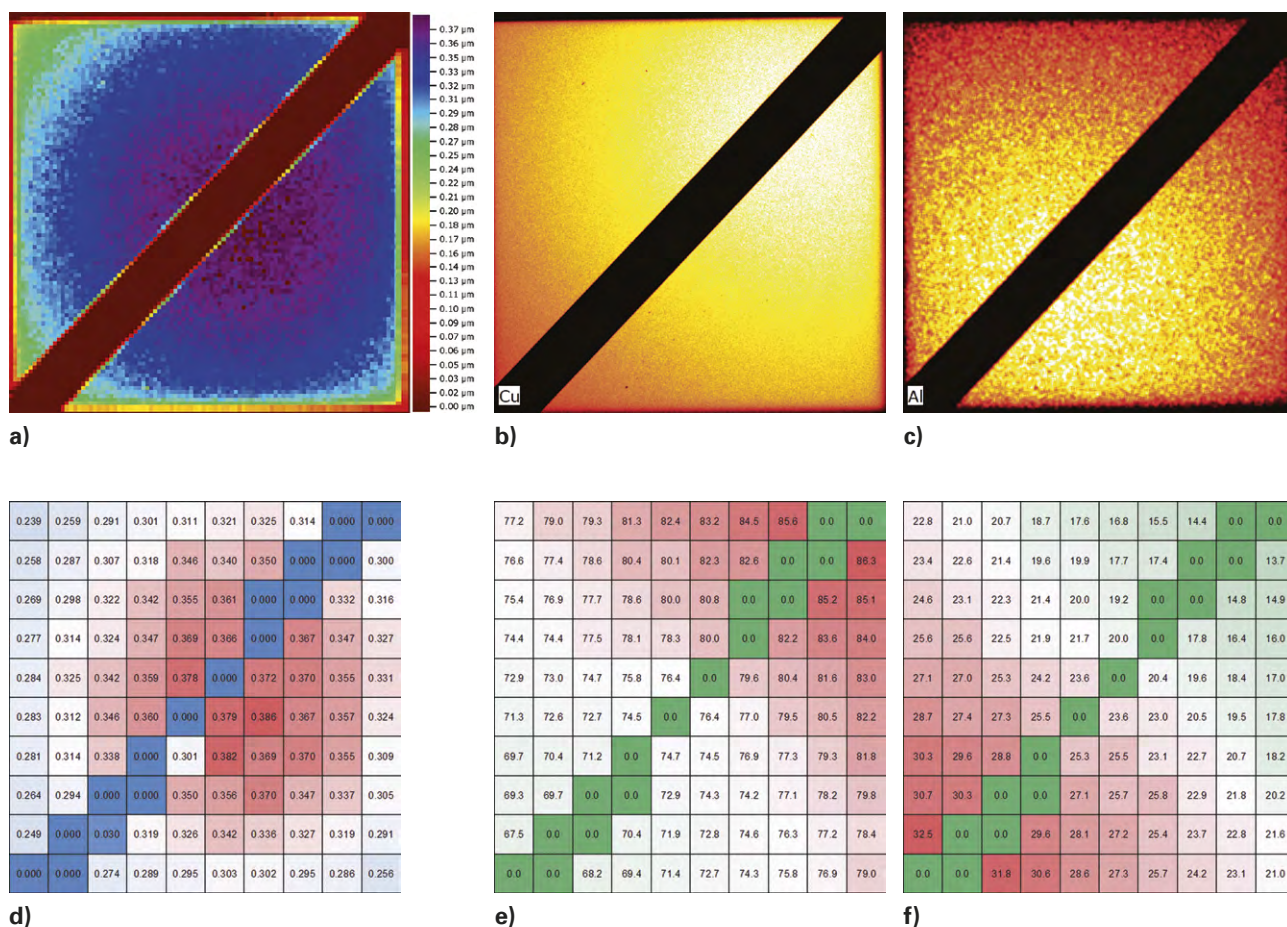 0.37 µm
0.36 µm
0.34 µm
0.32 µm
0.31 µm
0.29 µm
0.28 µm
0.26 µm
0.24 µm
0.23 µm
0.21 µm
0.20 µm
0.18 µm
0.17 µm
0.16 µm
0.14 µm
0.13 µm
0.11 µm
0.10 µm
0.09 µm
0.07 µm
0.06 µm
0.05 µm
0.03 µm
0.02 µm
0.00 µm
Cu
Al
a) b) c)
0.239 0.259 0.291 0.301 0.311 0.321 0.325 0.314 0.000 0.000
0.258 0.287 0.307 0.318 0.346 0.340 0.350 0.000 0.000 0.300
0.269 0.298 0.322 0.342 0.355 0.361 0.000 0.000 0.332 0.316
0.277 0.314 0.324 0.347 0.369 0.366 0.000 0.367 0.347 0.327
0.284 0.325 0.342 0.359 0.378 0.000 0.372 0.370 0.355 0.331
0.283 0.312 0.346 0.360 0.000 0.379 0.386 0.367 0.357 0.324
0.281 0.314 0.338 0.000 0.301 0.382 0.369 0.370 0.355 0.309
0.264 0.294 0.000 0.000 0.350 0.356 0.370 0.347 0.337 0.305
0.249 0.000 0.030 0.319 0.326 0.342 0.336 0.327 0.319 0.291
0.000 0.000 0.274 0.289 0.295 0.303 0.302 0.295 0.286 0.256
d)
77.2 79.0 79.3 81.3 82.4 83.2 84.5 85.6 0.0 0.0
76.6 77.4 78.6 80.4 80.1 82.3 82.6 0.0 0.0 86.3
75.4 76.9 77.7 78.6 80.0 80.8 0.0 0.0 85.2 85.1
74.4 74.4 77.5 78.1 78.3 80.0 0.0 82.2 83.6 84.0
72.9 73.0 74.7 75.8 76.4 0.0 79.6 80.4 81.6 83.0
71.3 72.6 72.7 74.5 0.0 76.4 77.0 79.5 80.5 82.2
69.7 70.4 71.2 0.0 74.7 74.5 76.9 77.3 79.3 81.8
69.3 69.7 0.0 0.0 72.9 74.3 74.2 77.1 78.2 79.8
67.5 0.0 0.0 70.4 71.9 72.8 74.6 76.3 77.2 78.4
0.0 0.0 68.2 69.4 71.4 72.7 74.3 75.8 76.9 79.0
e)
22.8 21.0 20.7 18.7 17.6 16.8 15.5 14.4 0.0 0.0
23.4 22.6 21.4 19.6 19.9 17.7 17.4 0.0 0.0 13.7
24.6 23.1 22.3 21.4 20.0 19.2 0.0 0.0 14.8 14.9
25.6 25.6 22.5 21.9 21.7 20.0 0.0 17.8 16.4 16.0
27.1 27.0 25.3 24.2 23.6 0.0 20.4 19.6 18.4 17.0
28.7 27.4 27.3 25.5 0.0 23.6 23.0 20.5 19.5 17.8
30.3 29.6 28.8 0.0 25.3 25.5 23.1 22.7 20.7 18.2
30.7 30.3 0.0 0.0 27.1 25.7 25.8 22.9 21.8 20.2
32.5 0.0 0.0 29.6 28.1 27.2 25.4 23.7 22.8 21.6
0.0 0.0 31.8 30.6 28.6 27.3 25.7 24.2 23.1 21.0
f)